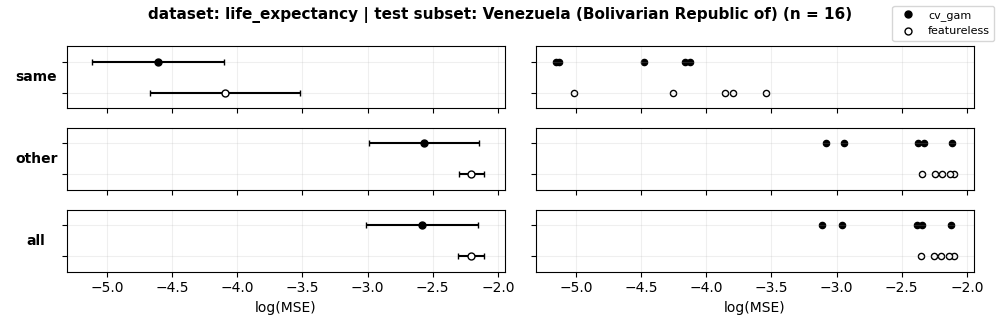 dataset: life_expectancy | test subset: Venezuela (Bolivarian Republic of) (n = 16)
cv_gam
featureless
same
other
all
−5.0 −4.5 −4.0 −3.5 −3.0 −2.5 −2.0
−5.0 −4.5 −4.0 −3.5 −3.0 −2.5 −2.0
log(MSE)
log(MSE)